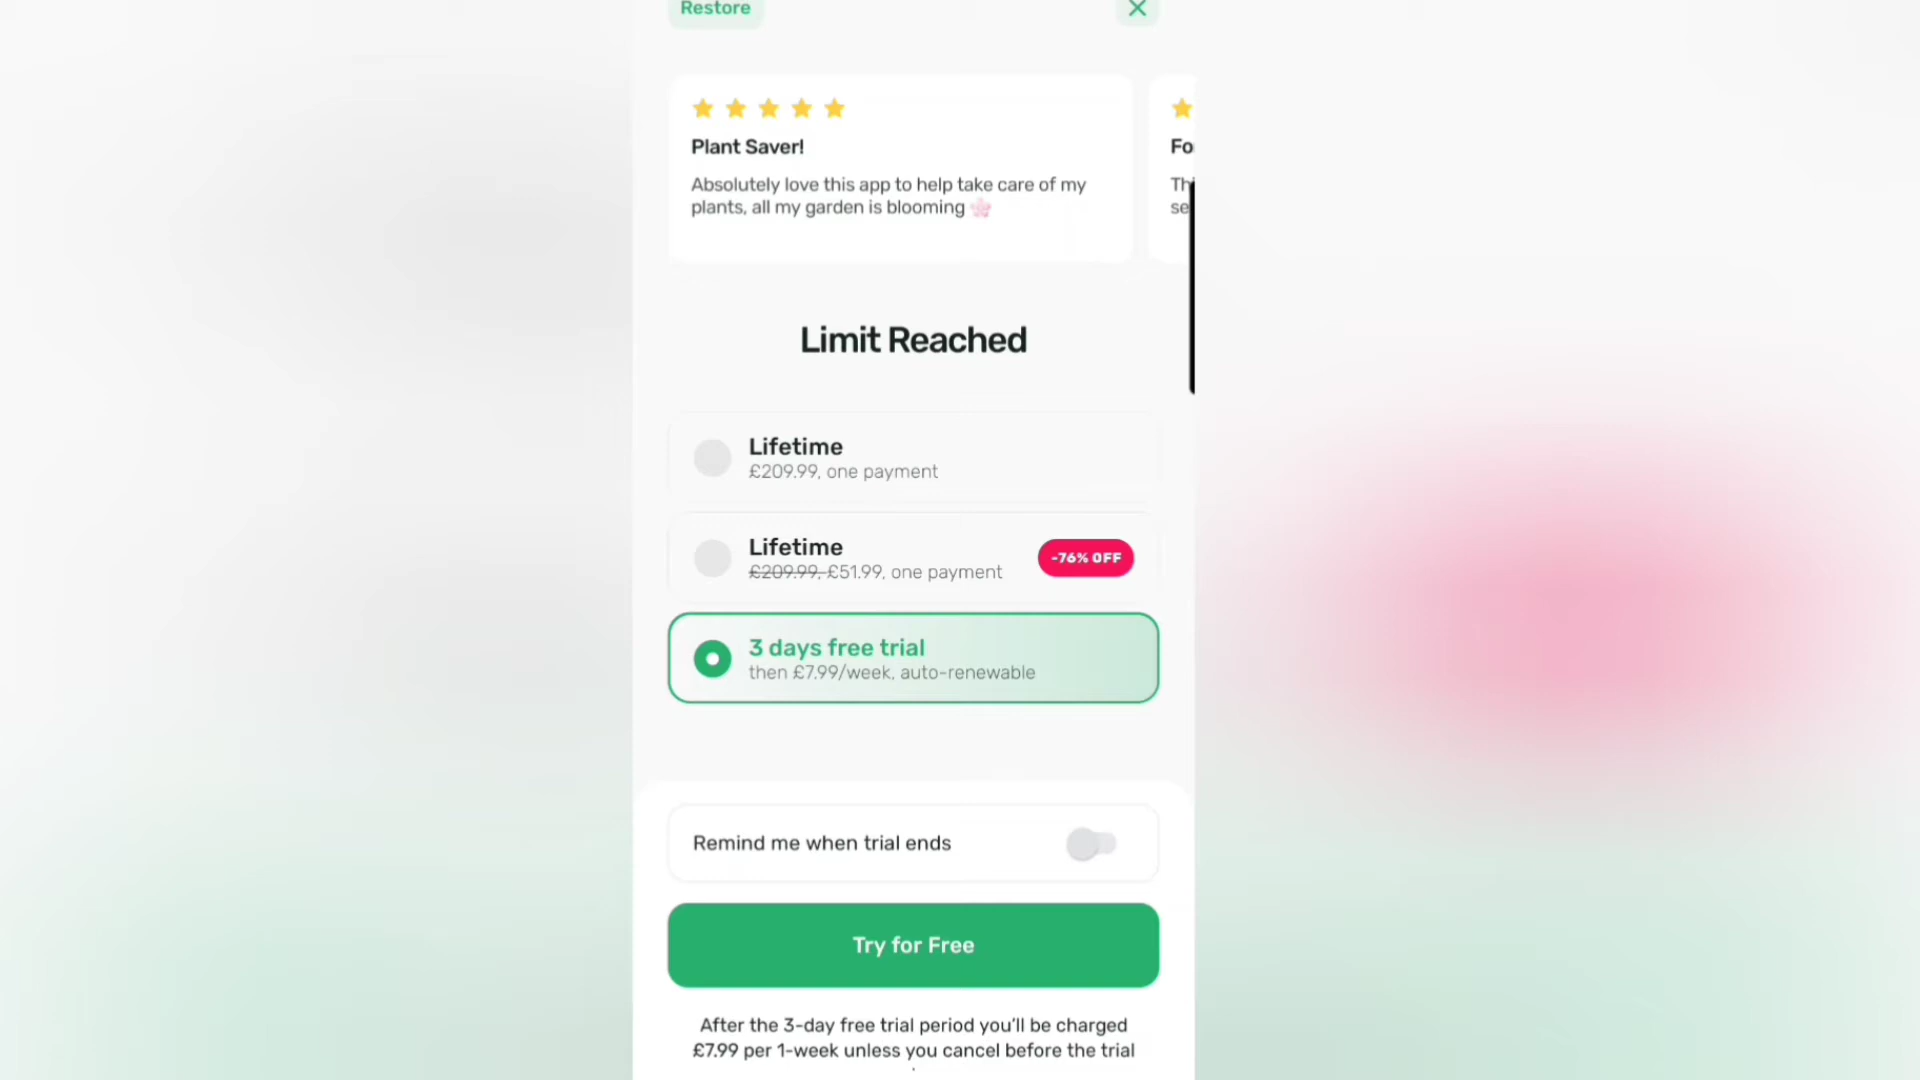 Restore
Plant Saver!
Absolutely love this app to help take care of my
plants, all my garden is blooming
Fo
Th
se
Limit Reached
Lifetime
£209.99, one payment
Lifetime
£209.99, £51.99, one payment
-76% OFF
3 days free trial
then £7.99/week, auto-renewable
Remind me when trial ends
Try for Free
After the 3-day free trial period you'll be charged
£7.99 per 1-week unless you cancel before the trial